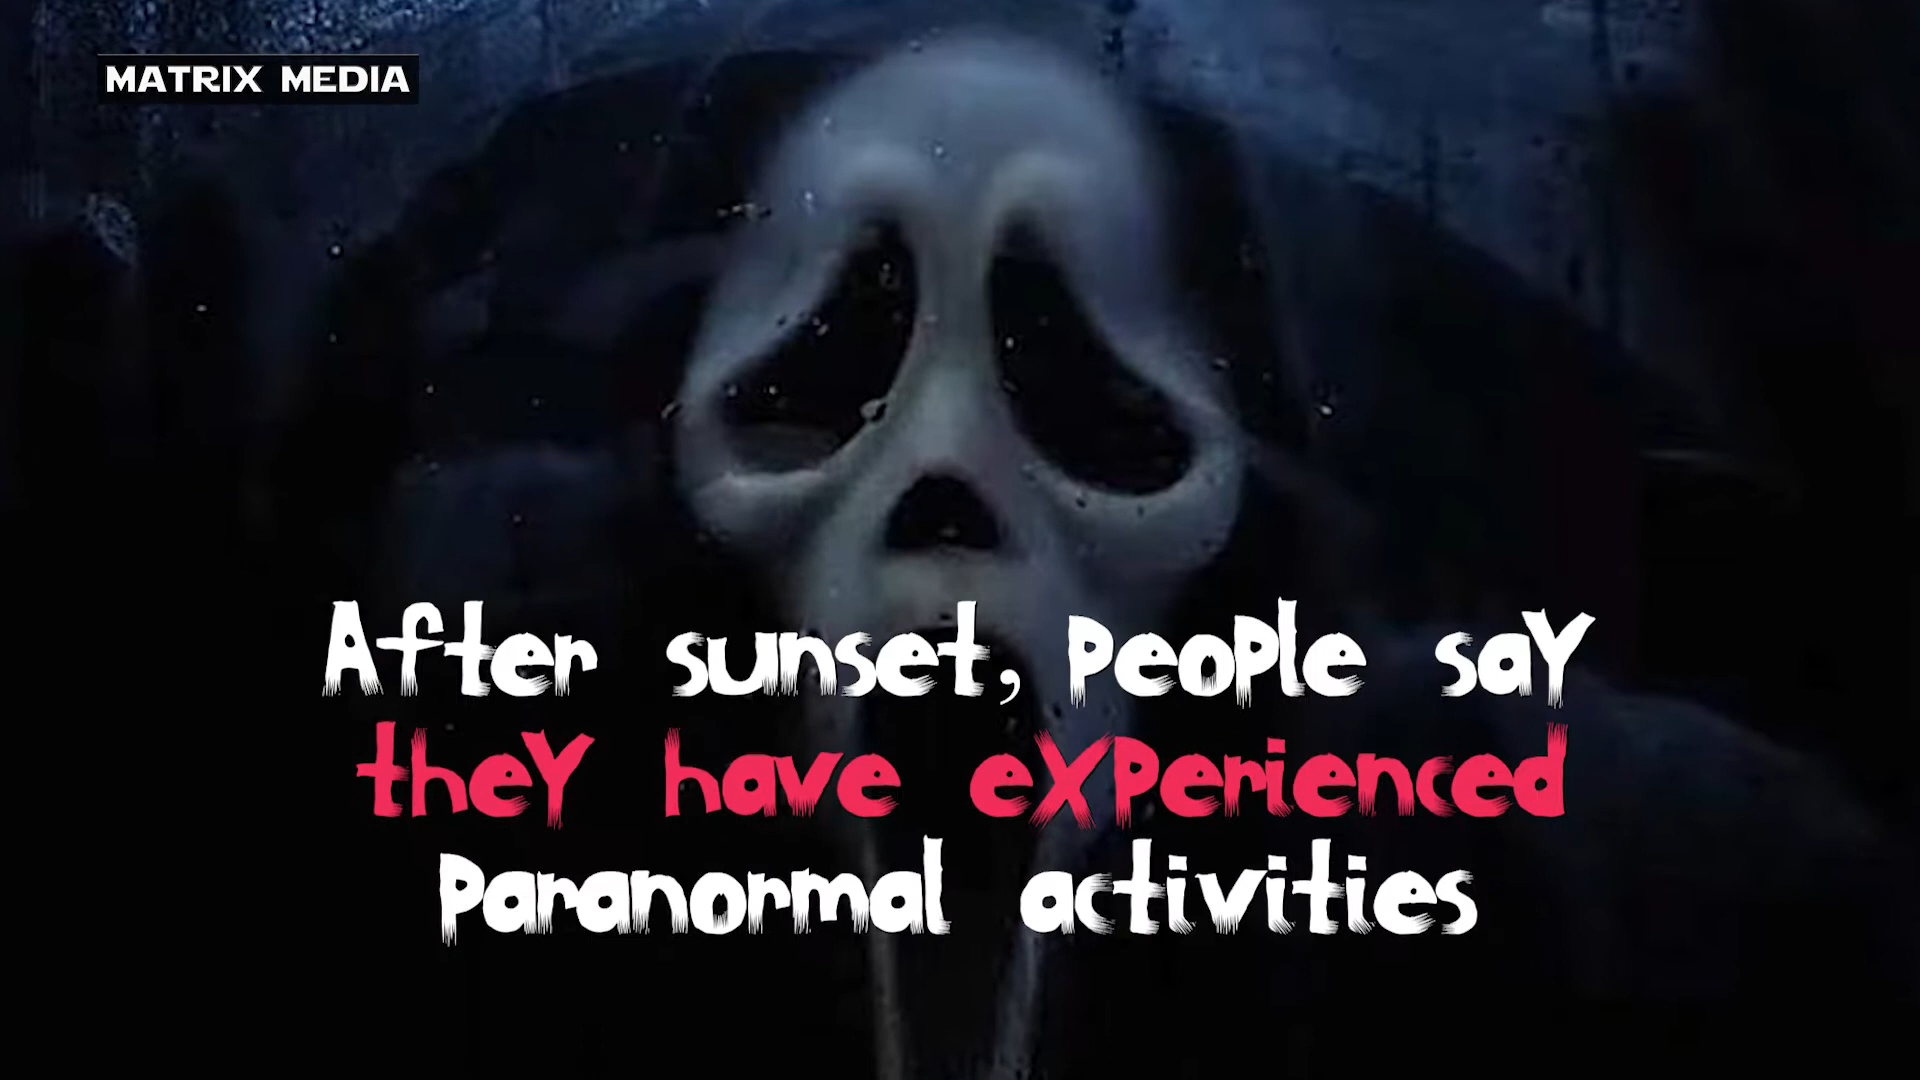 MATRIX MEDIA
After sunset, people say
they have experienced
paranormal activities